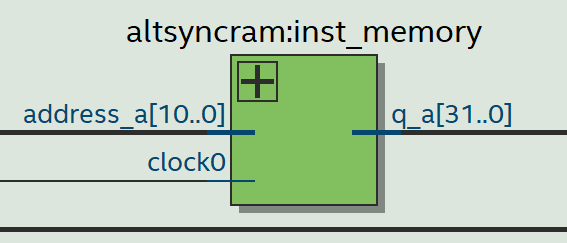 altsyncram:inst_memory
address_a[10..0]
q_a[31..0]
clock0